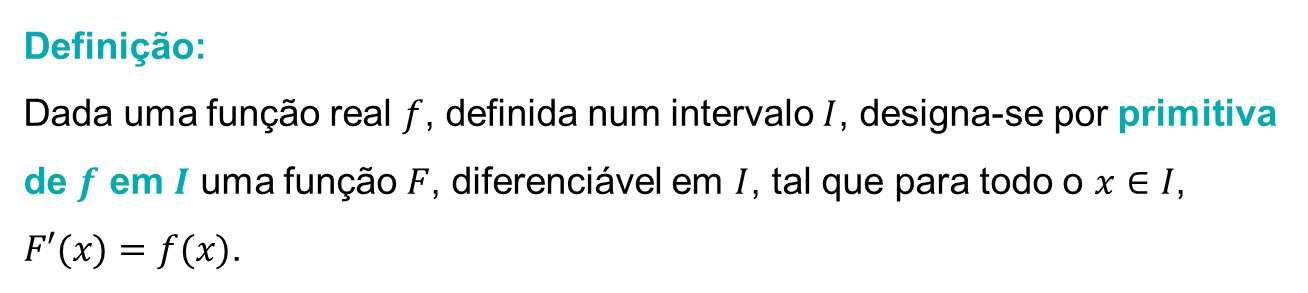 Definição:
Dada uma função real 𝑓, definida num intervalo 𝐼, designa-se por primitiva
de 𝒇 em 𝑰 uma função 𝐹, diferenciável em 𝐼, tal que para todo o 𝑥 ∈ 𝐼,
𝐹′(𝑥) = 𝑓(𝑥).